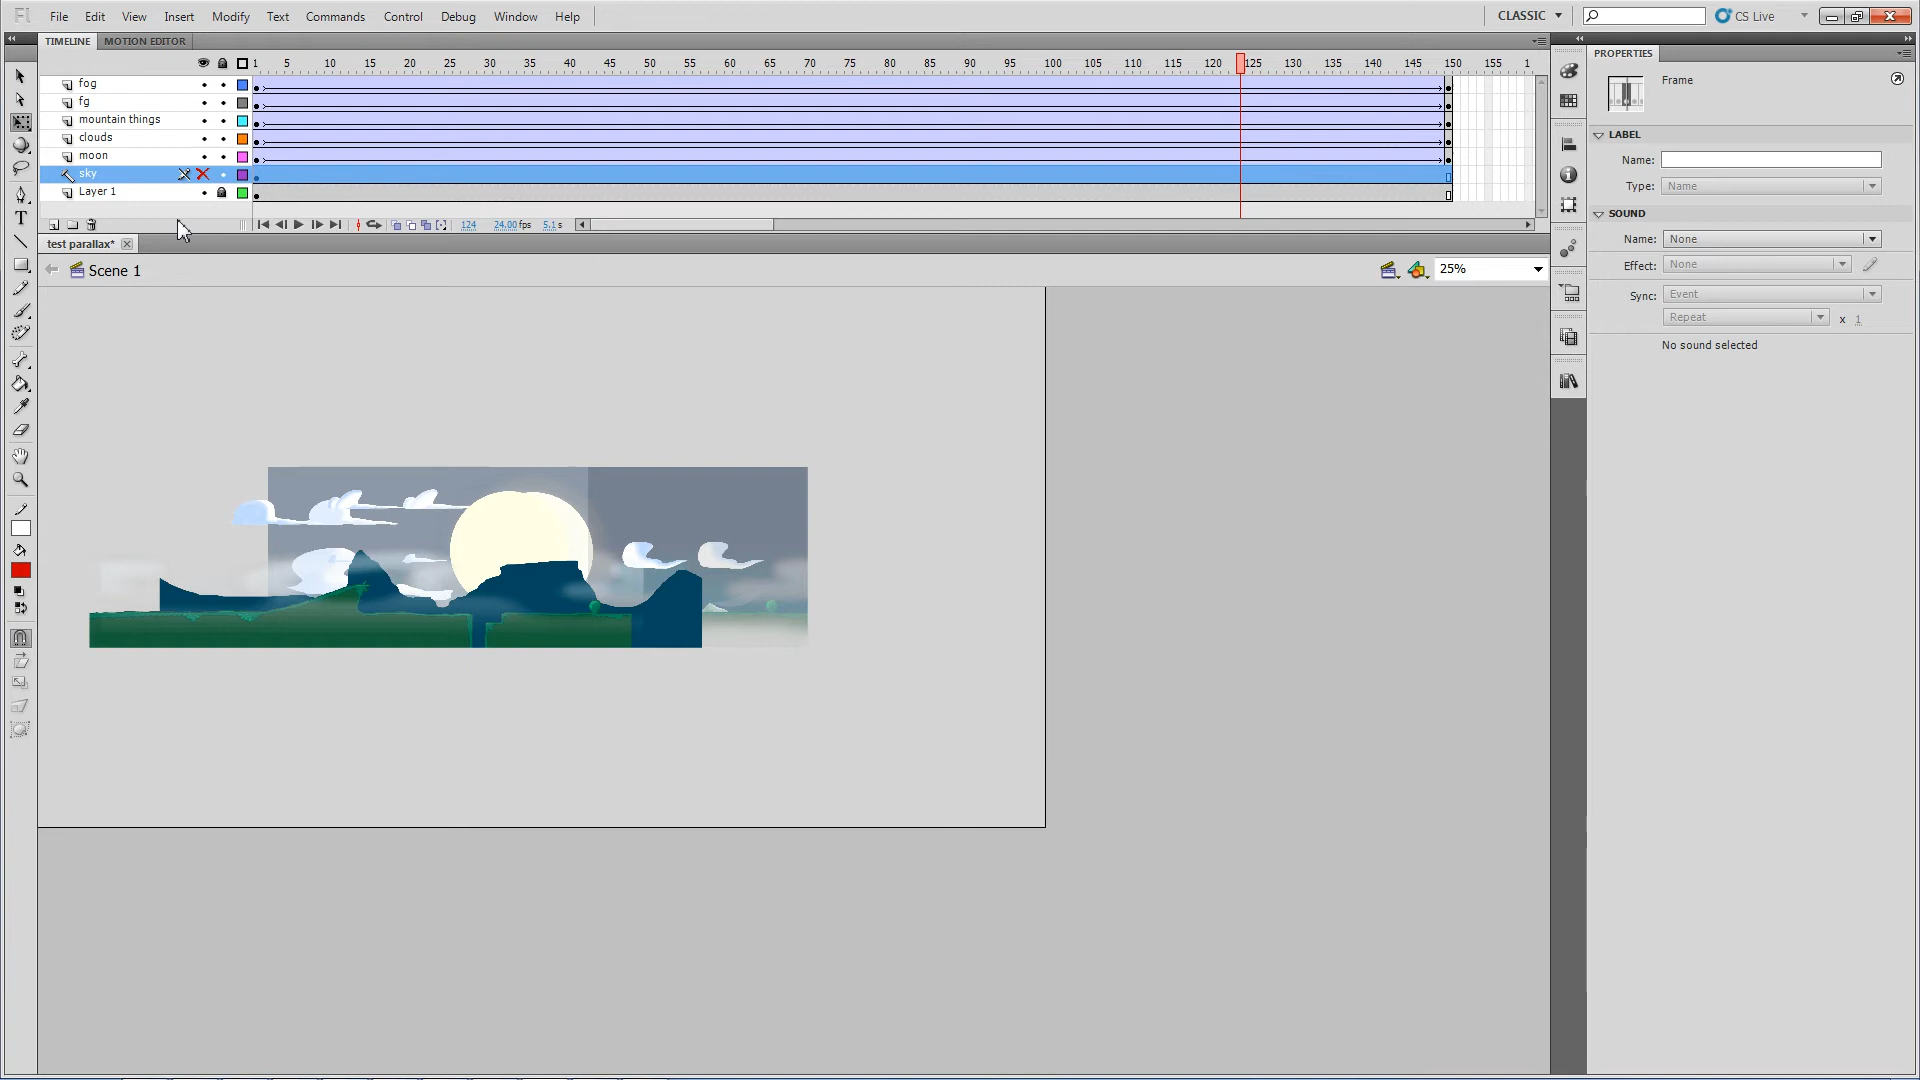 Fl File Edit View Insert Modify Text Commands Control Debug Window Help CLASSIC CS Live
TIMELINE MOTION EDITOR
1 5 10 15 20 25 30 35 40 45 50 55 60 65 70 75 80 85 90 95 100 105 110 115 120 125 130 135 140 145 150 155 1
fog
fg
mountain things
clouds
moon
sky
Layer 1
124 24.00 fps 5.1 s
test parallax*
Scene 1
25%
PROPERTIES
Frame
LABEL
Name:
Type: Name
SOUND
Name: None
Effect: None
Sync: Event
Repeat x 1
No sound selected